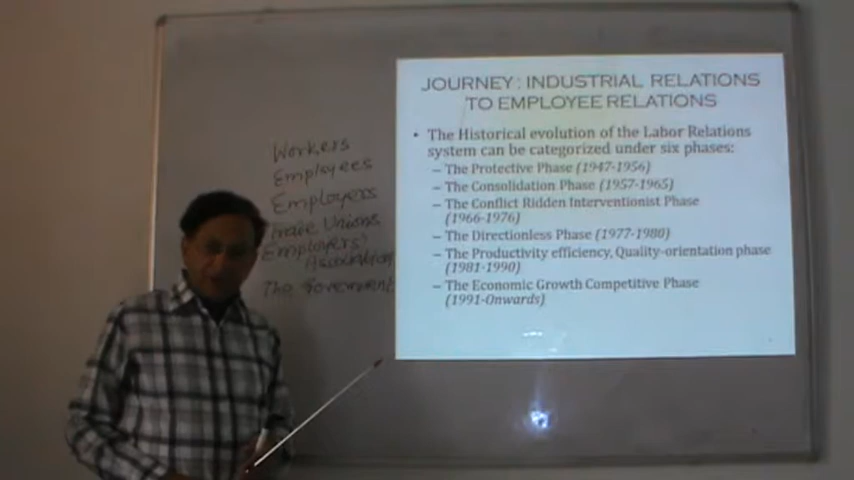 Workers
Employees
Employers
Trade Unions
Employers'
Association
The Government
JOURNEY: INDUSTRIAL RELATIONS
TO EMPLOYEE RELATIONS
• The Historical evolution of the Labor Relations
system can be categorized under six phases:
– The Protective Phase (1947-1956)
– The Consolidation Phase (1957-1965)
– The Conflict Ridden Interventionist Phase
(1966-1976)
– The Directionless Phase (1977-1980)
– The Productivity efficiency, Quality-orientation phase
(1981-1990)
– The Economic Growth Competitive Phase
(1991-Onwards)